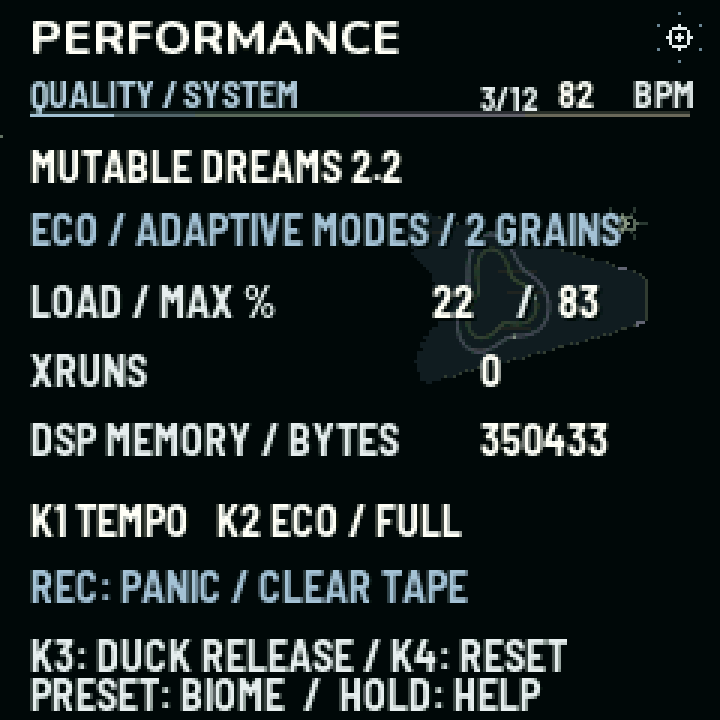 PERFORMANCE
QUALITY / SYSTEM 3/12 82 BPM
MUTABLE DREAMS 2.2
ECO / ADAPTIVE MODES / 2 GRAINS
LOAD / MAX % 22 / 83
XRUNS 0
DSP MEMORY / BYTES 350433
K1 TEMPO K2 ECO / FULL
REC: PANIC / CLEAR TAPE
K3: DUCK RELEASE / K4: RESET
PRESET: BIOME / HOLD: HELP